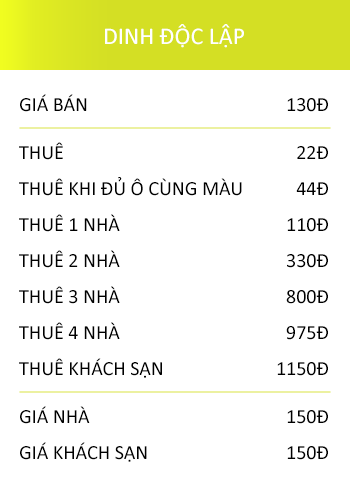 DINH ĐỘC LẬP
GIÁ BÁN 130Đ
THUÊ 22Đ
THUÊ KHI ĐỦ Ô CÙNG MÀU 44Đ
THUÊ 1 NHÀ 110Đ
THUÊ 2 NHÀ 330Đ
THUÊ 3 NHÀ 800Đ
THUÊ 4 NHÀ 975Đ
THUÊ KHÁCH SẠN 1150Đ
GIÁ NHÀ 150Đ
GIÁ KHÁCH SẠN 150Đ